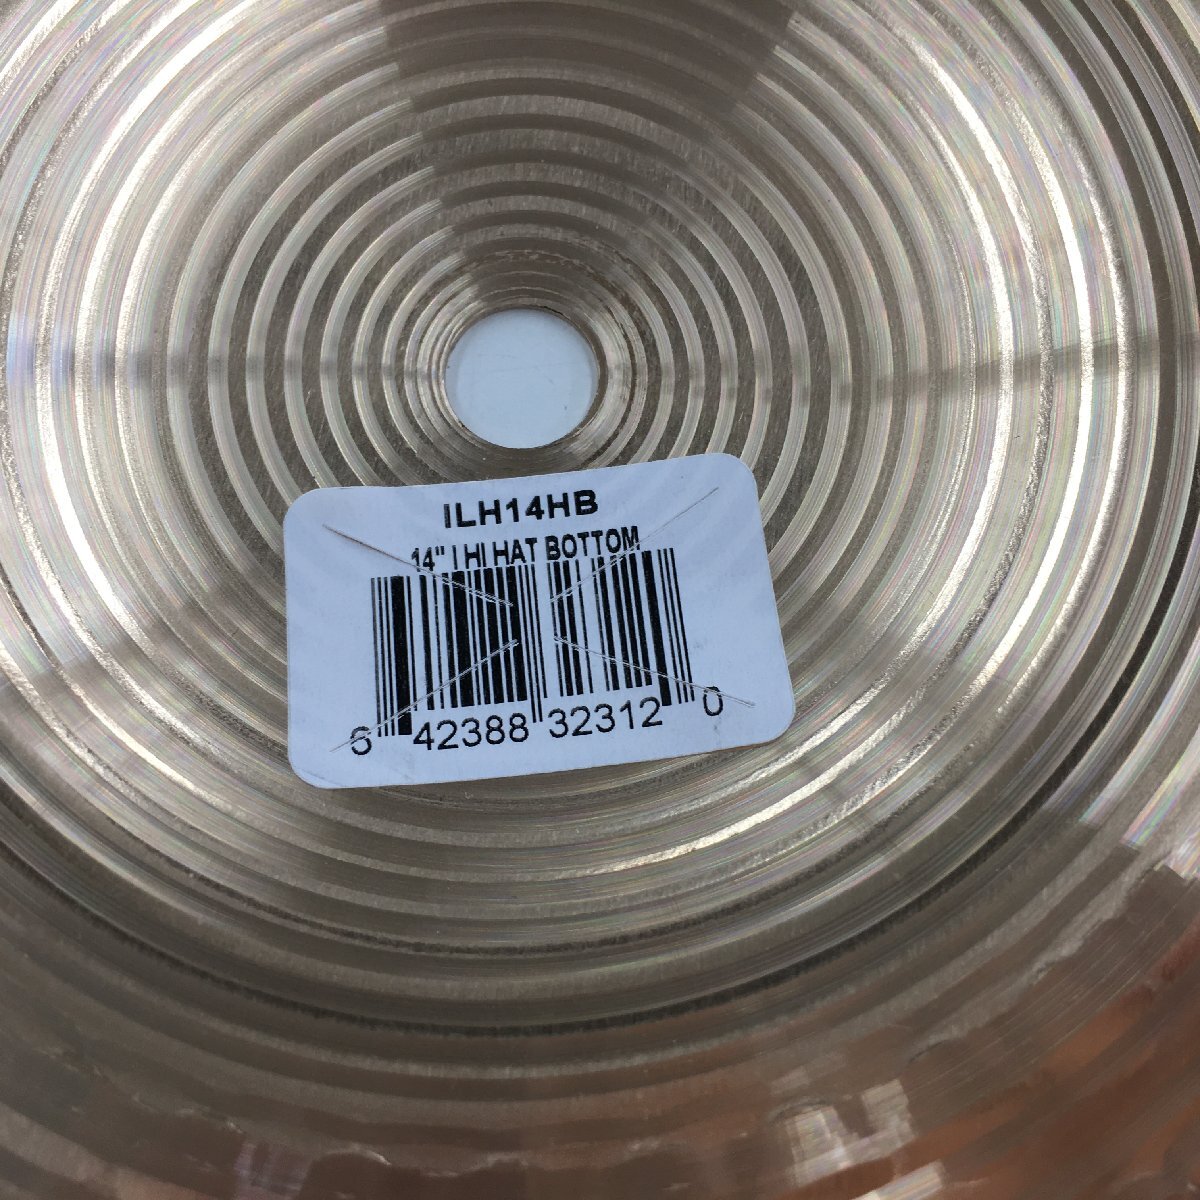 ILH14HB
14" I HI HAT BOTTOM
6 42388 32312 0